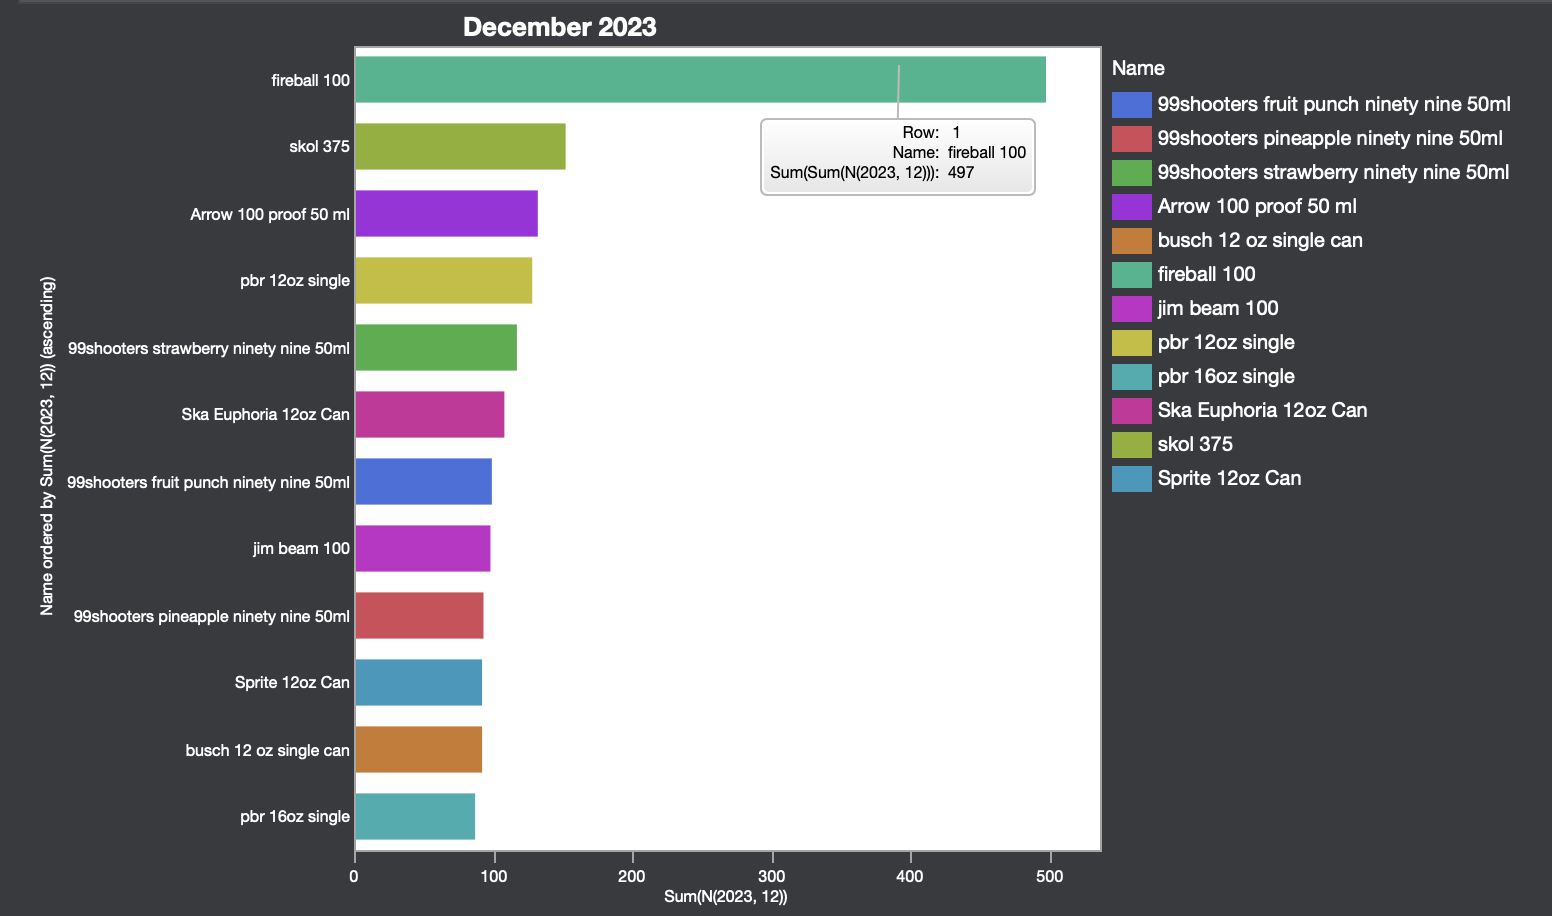 December 2023
Name ordered by Sum(N(2023, 12)) (ascending)
fireball 100
skol 375
Arrow 100 proof 50 ml
pbr 12oz single
99shooters strawberry ninety nine 50ml
Ska Euphoria 12oz Can
99shooters fruit punch ninety nine 50ml
jim beam 100
99shooters pineapple ninety nine 50ml
Sprite 12oz Can
busch 12 oz single can
pbr 16oz single
Row: 1
Name: fireball 100
Sum(Sum(N(2023, 12))): 497
0 100 200 300 400 500
Sum(N(2023, 12))
Name
99shooters fruit punch ninety nine 50ml
99shooters pineapple ninety nine 50ml
99shooters strawberry ninety nine 50ml
Arrow 100 proof 50 ml
busch 12 oz single can
fireball 100
jim beam 100
pbr 12oz single
pbr 16oz single
Ska Euphoria 12oz Can
skol 375
Sprite 12oz Can